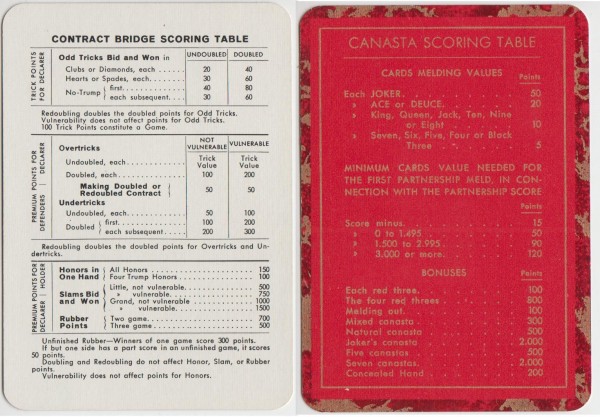 CONTRACT BRIDGE SCORING TABLE
TRICK POINTS FOR DECLARER
Odd Tricks Bid and Won in UNDOUBLED DOUBLED
Clubs or Diamonds, each 20 40
Hearts or Spades, each 30 60
No-Trump { first 40 80
each subsequent 30 60
Redoubling doubles the doubled points for Odd Tricks.
Vulnerability does not affect points for Odd Tricks.
100 Trick Points constitute a Game.
PREMIUM POINTS FOR DEFENDERS | DECLARER
Overtricks NOT VULNERABLE VULNERABLE
Undoubled, each Trick Value Trick Value
Doubled, each 100 200
Making Doubled or
Redoubled Contract } 50 50
Undertricks
Undoubled, each 50 100
Doubled { first 100 200
each subsequent 200 300
Redoubling doubles the doubled points for Overtricks and Un-
dertricks.
PREMIUM POINTS FOR DECLARER | HOLDER
Honors in One Hand { All Honors 150
Four Trump Honors 100
Slams Bid and Won { Little, not vulnerable 500
» vulnerable 750
Grand, not vulnerable 1000
» vulnerable 1500
Rubber Points { Two game 700
Three game 500
Unfinished Rubber—Winners of one game score 300 points.
If but one side has a part score in an unfinished game, it scores
50 points.
Doubling and Redoubling do not affect Honor, Slam, or Rubber
points.
Vulnerability does not affect points for Honors.
CANASTA SCORING TABLE
CARDS MELDING VALUES
Points
Each JOKER 50
» ACE or DEUCE 20
» King, Queen, Jack, Ten, Nine
or Eight 10
» Seven, Six, Five, Four or Black
Three 5
MINIMUM CARDS VALUE NEEDED FOR
THE FIRST PARTNERSHIP MELD, IN CON-
NECTION WITH THE PARTNERSHIP SCORE
Points
Score minus 15
» 0 to 1.495 50
» 1.500 to 2.995 90
» 3.000 or more 120
BONUSES
Points
Each red three 100
The four red threes 800
Melding out 100
Mixed canasta 300
Natural canasta 500
Joker's canasta 2.000
Five canastas 500
Seven canastas 2.000
Concealed Hand 200